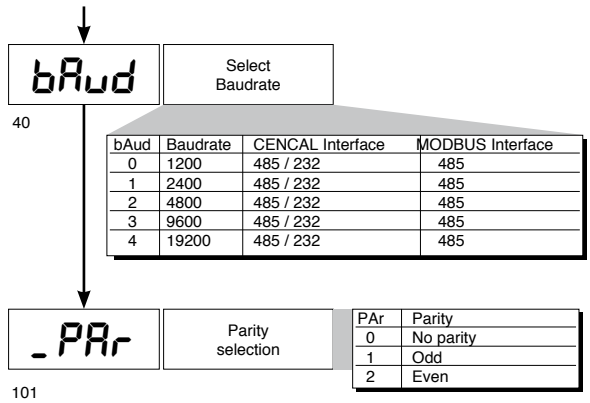 bAud
Select
Baudrate
40
bAud Baudrate CENCAL Interface MODBUS Interface
0 1200 485 / 232 485
1 2400 485 / 232 485
2 4800 485 / 232 485
3 9600 485 / 232 485
4 19200 485 / 232 485
_PAr
Parity
selection
PAr Parity
0 No parity
1 Odd
2 Even
101